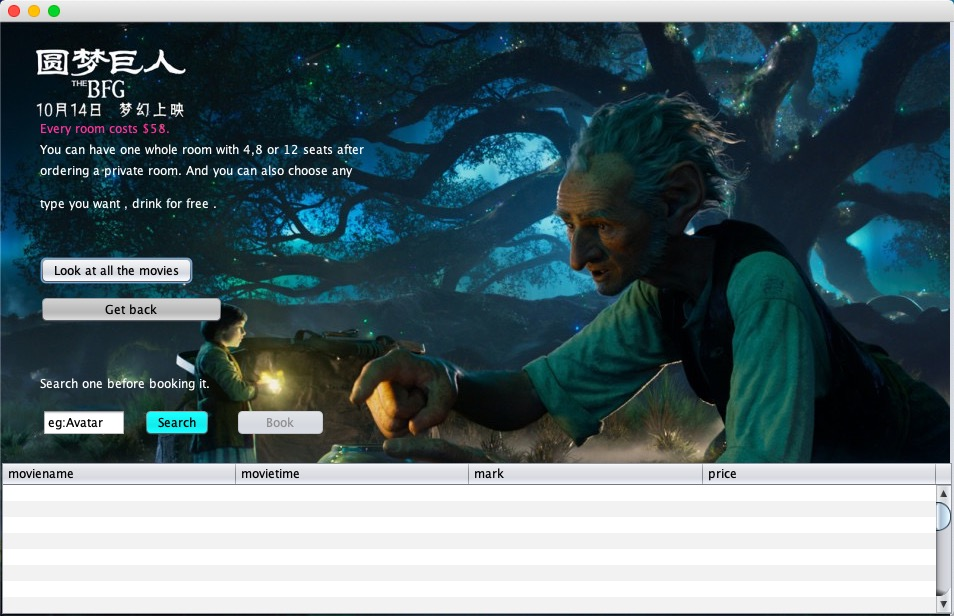 圆梦巨人
THE BFG
10月14日 梦幻上映
Every room costs $58.
You can have one whole room with 4,8 or 12 seats after
ordering a private room. And you can also choose any
type you want , drink for free .
Look at all the movies
Get back
Search one before booking it.
eg:Avatar Search Book
moviename movietime mark price